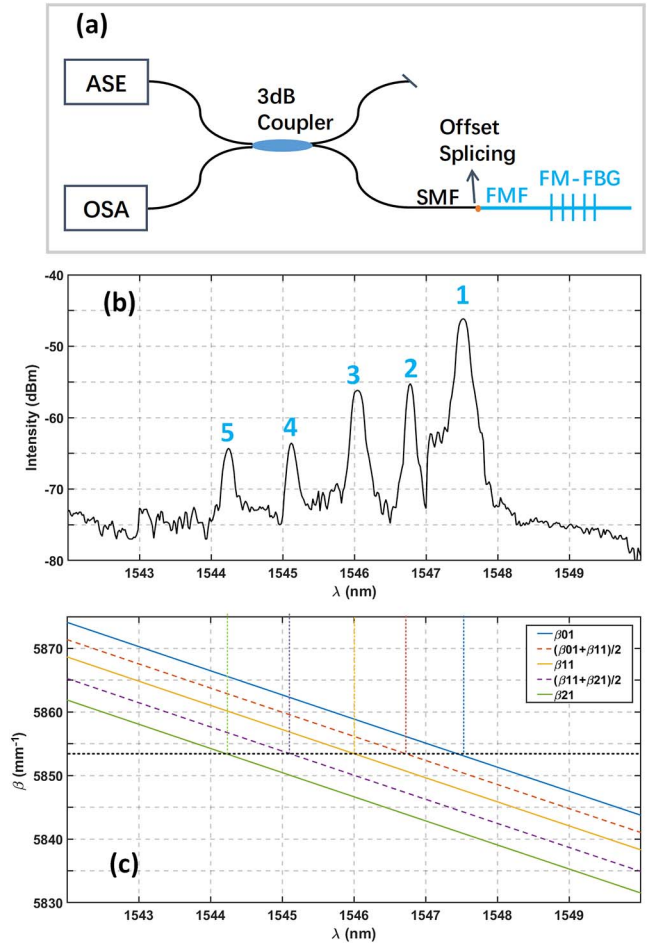 (a)
ASE
3dB
Coupler
Offset
Splicing
FM-FBG
SMF
FMF
OSA
(b)
1
2
3
4
5
-40
-50
-60
-70
-80
Intensity (dBm)
1543 1544 1545 1546 1547 1548 1549
λ (nm)
β01
(β01+β11)/2
β11
(β11+β21)/2
β21
5870
5860
5850
5840
5830
β (mm⁻¹)
(c)
1543 1544 1545 1546 1547 1548 1549
λ (nm)